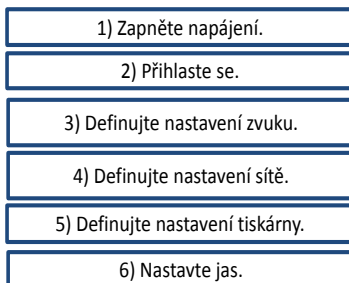 1) Zapněte napájení.
2) Přihlaste se.
3) Definujte nastavení zvuku.
4) Definujte nastavení sítě.
5) Definujte nastavení tiskárny.
6) Nastavte jas.